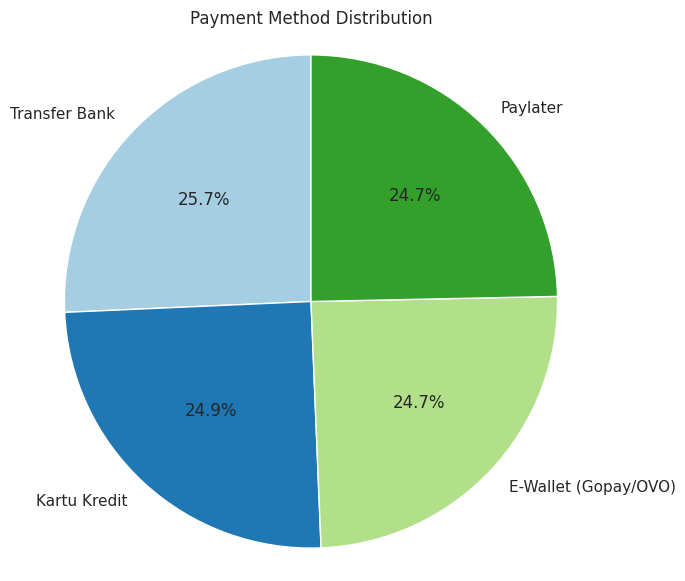 Payment Method Distribution
Transfer Bank
Paylater
25.7%
24.7%
24.9%
24.7%
Kartu Kredit
E-Wallet (Gopay/OVO)